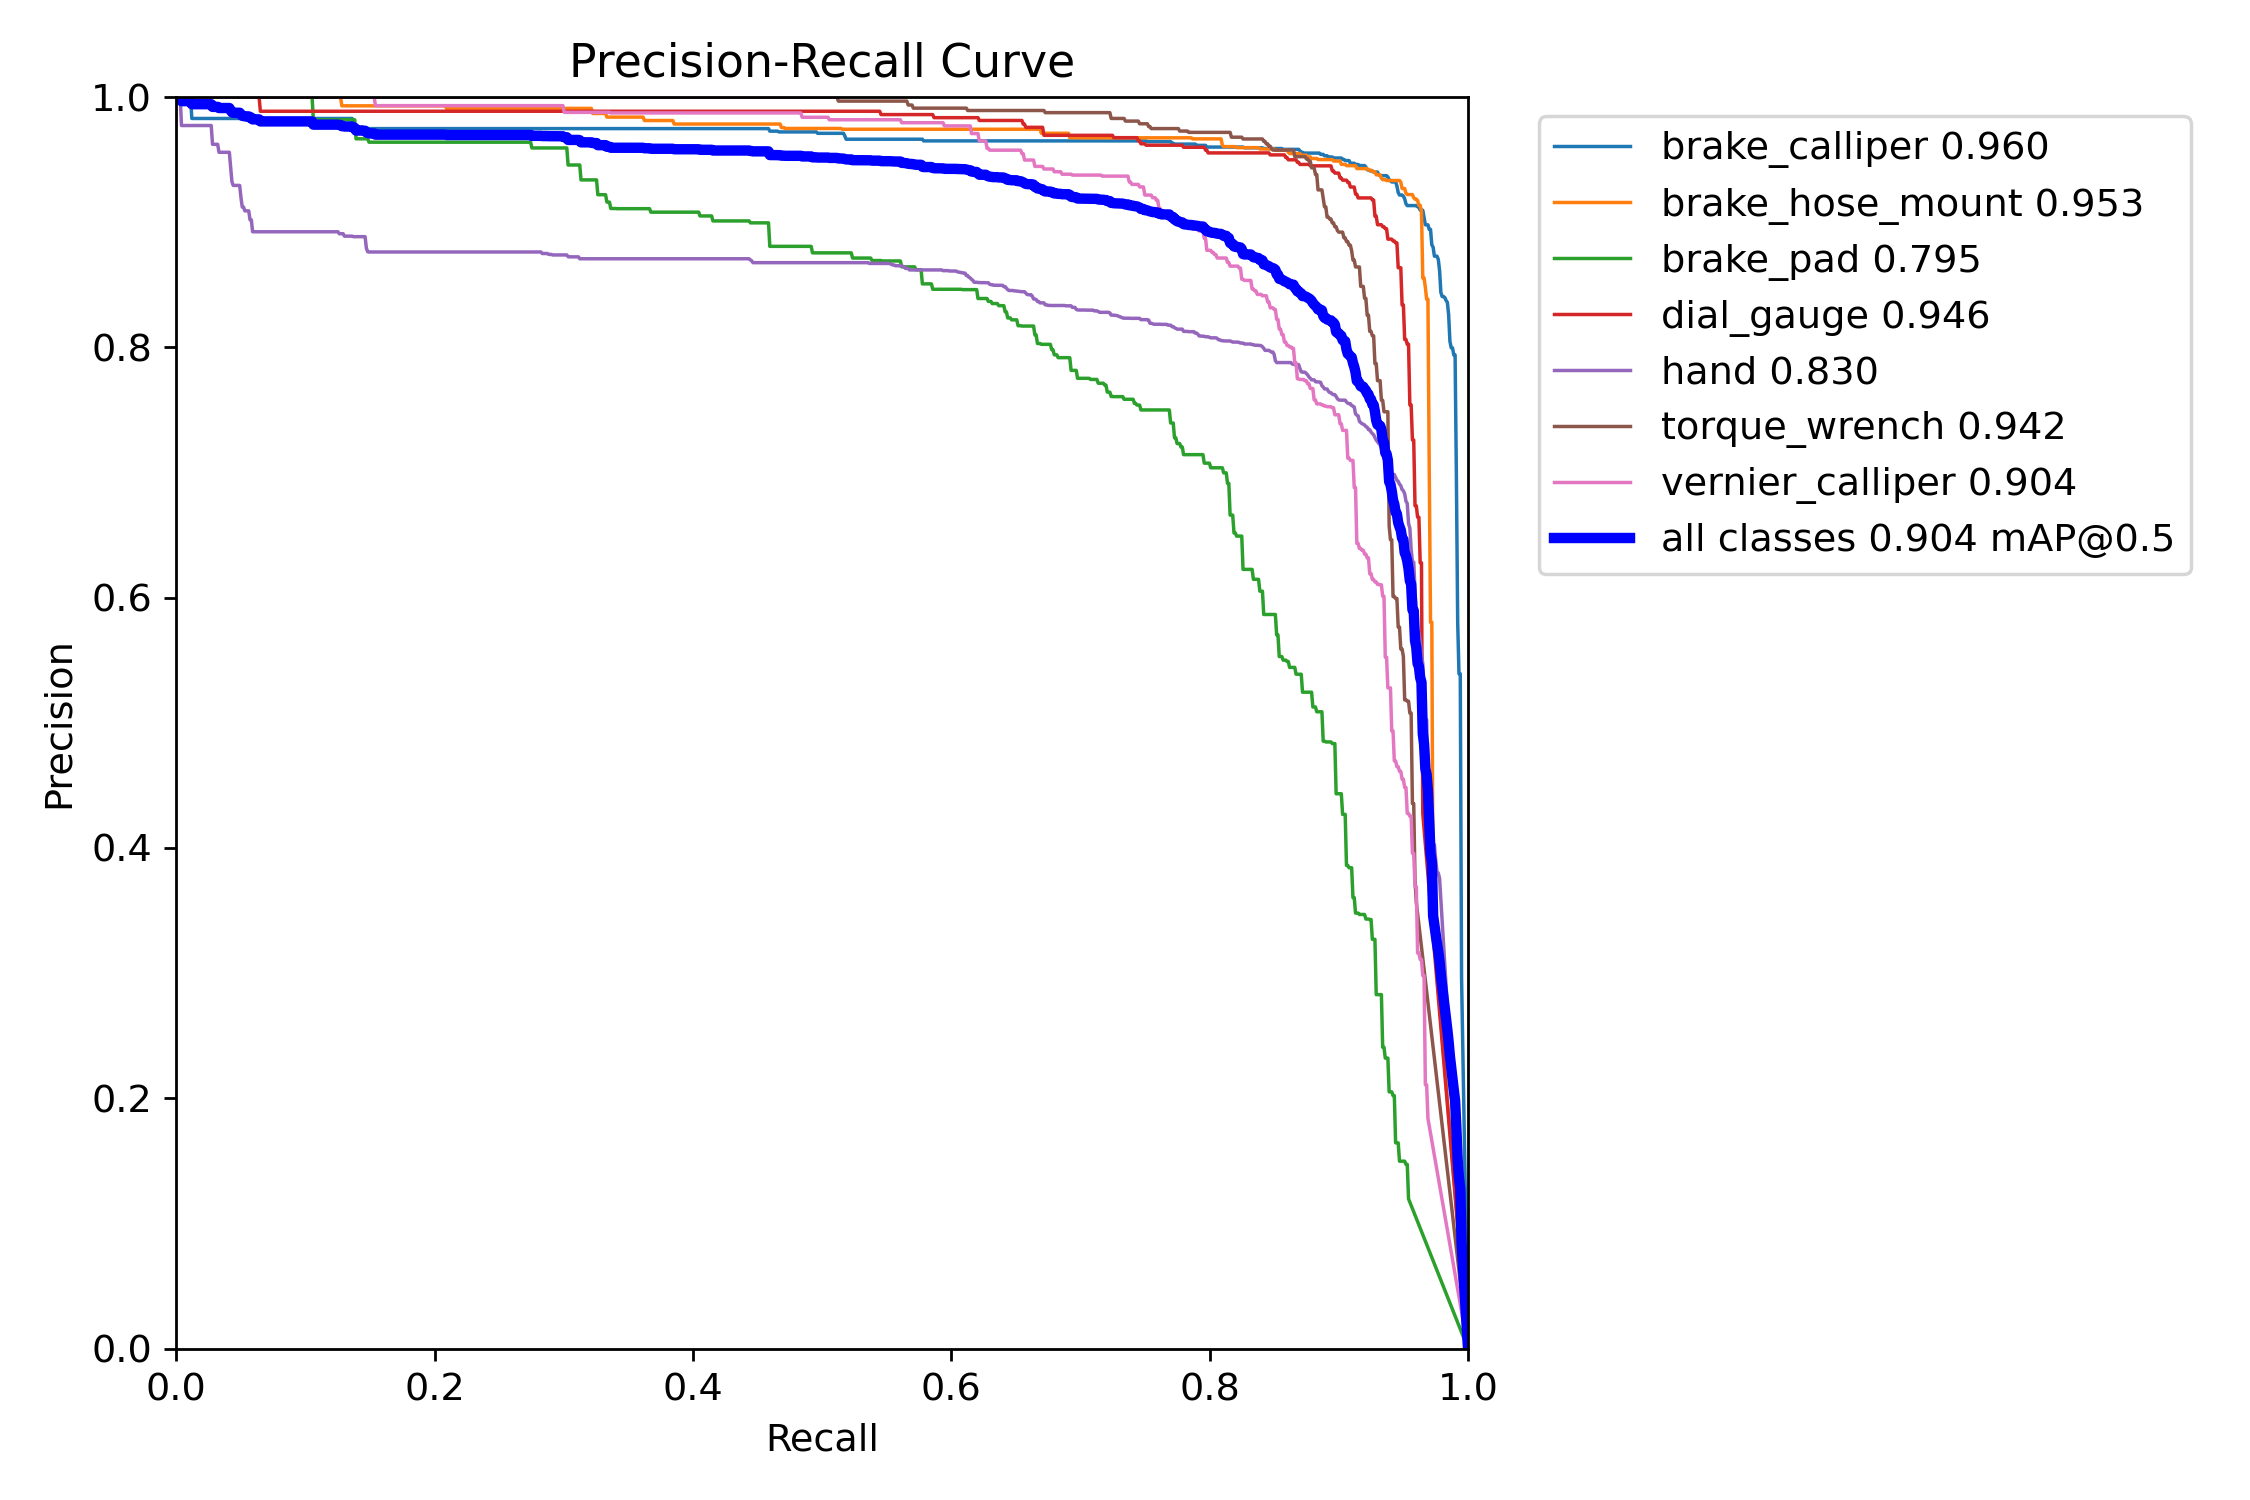 Precision-Recall Curve
1.0
0.8
0.6
0.4
0.2
0.0
Precision
0.0 0.2 0.4 0.6 0.8 1.0
Recall
brake_calliper 0.960
brake_hose_mount 0.953
brake_pad 0.795
dial_gauge 0.946
hand 0.830
torque_wrench 0.942
vernier_calliper 0.904
all classes 0.904 mAP@0.5